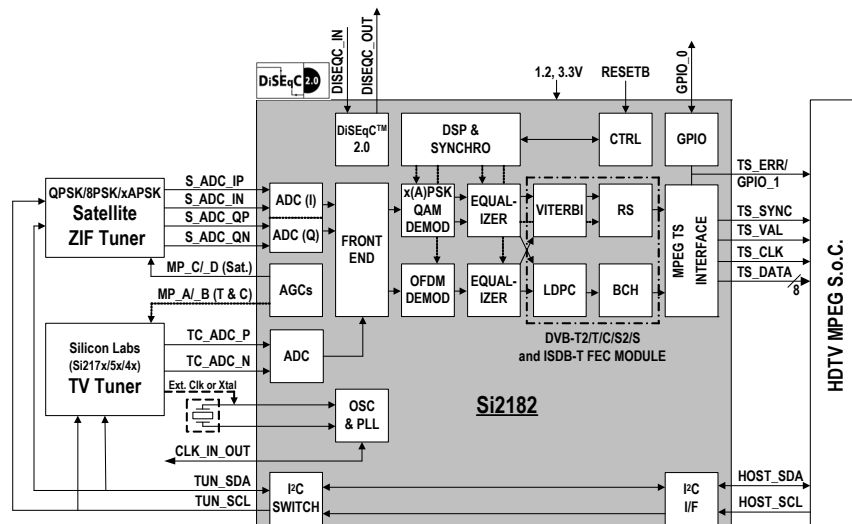 DiSEqC 2.0
DISEQC_IN
DISEQC_OUT
1.2, 3.3V
RESETB
GPIO_0
DiSEqC™
2.0
DSP &
SYNCHRO
CTRL
GPIO
TS_ERR/
GPIO_1
QPSK/8PSK/xAPSK
Satellite
ZIF Tuner
S_ADC_IP
S_ADC_IN
S_ADC_QP
S_ADC_QN
ADC (I)
ADC (Q)
FRONT
END
x(A)PSK
QAM
DEMOD
EQUAL-
IZER
VITERBI
RS
MPEG TS
INTERFACE
TS_SYNC
TS_VAL
TS_CLK
TS_DATA
8
HDTV MPEG S.o.C.
MP_C/_D (Sat.)
MP_A/_B (T & C)
AGCs
OFDM
DEMOD
EQUAL-
IZER
LDPC
BCH
DVB-T2/T/C/S2/S
and ISDB-T FEC MODULE
Silicon Labs
(Si217x/5x/4x)
TV Tuner
TC_ADC_P
TC_ADC_N
ADC
Ext. Clk or Xtal
OSC
& PLL
Si2182
CLK_IN_OUT
TUN_SDA
TUN_SCL
I²C
SWITCH
I²C
I/F
HOST_SDA
HOST_SCL